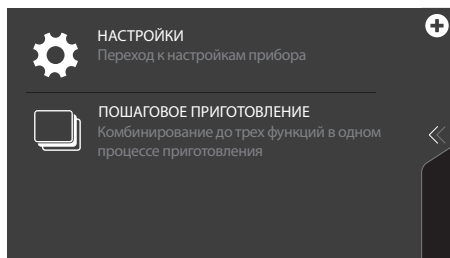 НАСТРОЙКИ
Переход к настройкам прибора
ПОШАГОВОЕ ПРИГОТОВЛЕНИЕ
Комбинирование до трех функций в одном
процессе приготовления